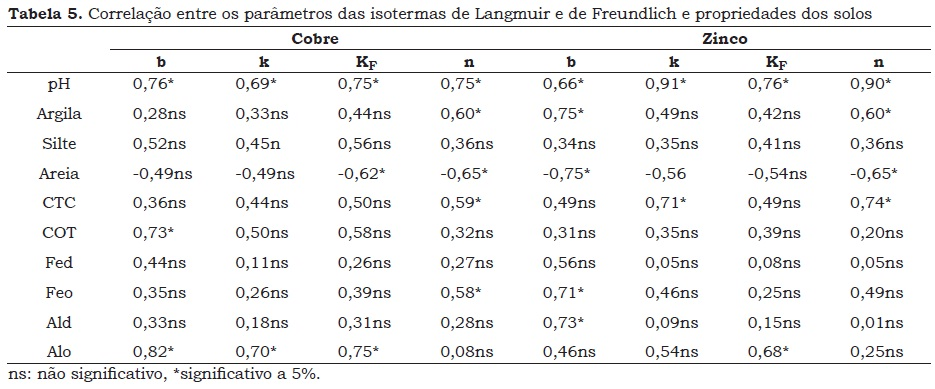 Tabela 5. Correlação entre os parâmetros das isotermas de Langmuir e de Freundlich e propriedades dos solos
Cobre Zinco
b k KF n b k KF n
pH 0,76* 0,69* 0,75* 0,75* 0,66* 0,91* 0,76* 0,90*
Argila 0,28ns 0,33ns 0,44ns 0,60* 0,75* 0,49ns 0,42ns 0,60*
Silte 0,52ns 0,45n 0,56ns 0,36ns 0,34ns 0,35ns 0,41ns 0,36ns
Areia -0,49ns -0,49ns -0,62* -0,65* -0,75* -0,56 -0,54ns -0,65*
CTC 0,36ns 0,44ns 0,50ns 0,59* 0,49ns 0,71* 0,49ns 0,74*
COT 0,73* 0,50ns 0,58ns 0,32ns 0,31ns 0,35ns 0,39ns 0,20ns
Fed 0,44ns 0,11ns 0,26ns 0,27ns 0,56ns 0,05ns 0,08ns 0,05ns
Feo 0,35ns 0,26ns 0,39ns 0,58* 0,71* 0,46ns 0,25ns 0,49ns
Ald 0,33ns 0,18ns 0,31ns 0,28ns 0,73* 0,09ns 0,15ns 0,01ns
Alo 0,82* 0,70* 0,75* 0,08ns 0,46ns 0,54ns 0,68* 0,25ns
ns: não significativo, *significativo a 5%.